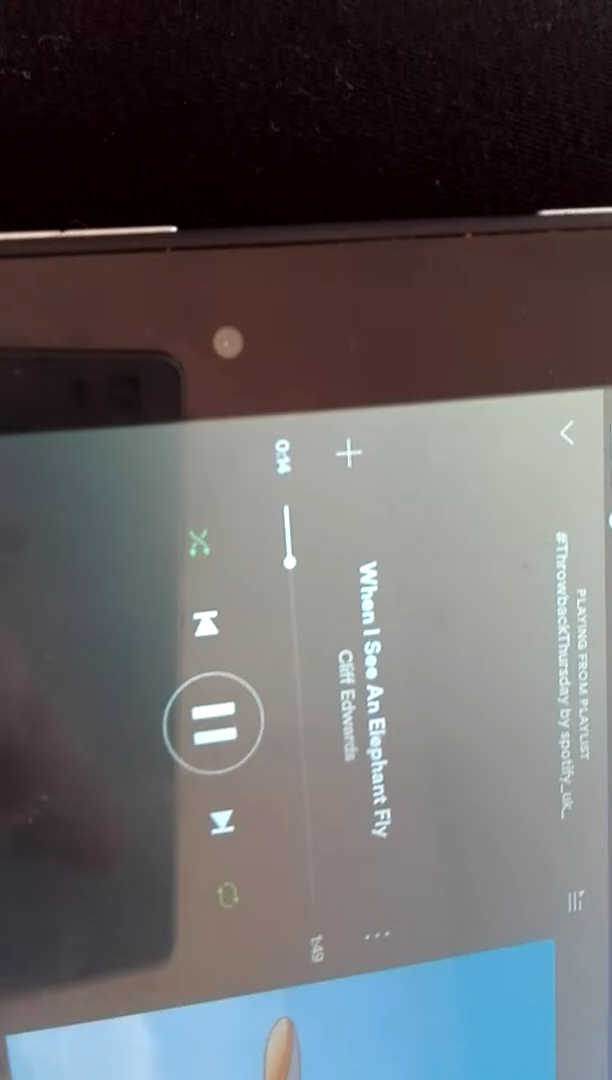 PLAYING FROM PLAYLIST
#ThrowbackThursday by spotify_uk_
When I See An Elephant Fly
Cliff Edwards
0:14
1:49